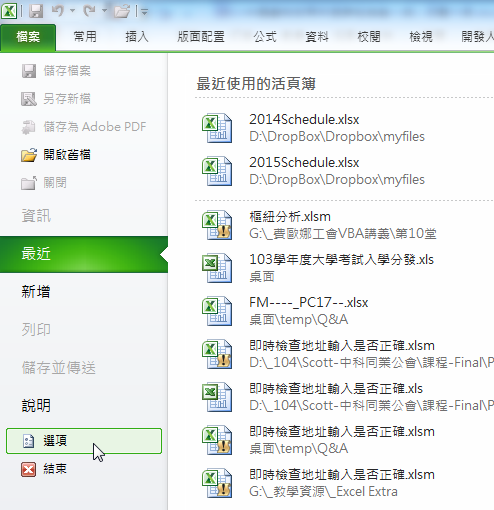 檔案 常用 插入 版面配置 公式 資料 校閱 檢視 開發人
儲存檔案
另存新檔
儲存為 Adobe PDF
開啟舊檔
關閉
資訊
最近
新增
列印
儲存並傳送
說明
選項
結束
最近使用的活頁簿
2014Schedule.xlsx
D:\DropBox\Dropbox\myfiles
2015Schedule.xlsx
D:\DropBox\Dropbox\myfiles
樞紐分析.xlsm
G:\_費歐娜工會VBA講義\第10堂
103學年度大學考試入學分發.xls
桌面
FM----_PC17--.xlsx
桌面\temp\Q&A
即時檢查地址輸入是否正確.xlsm
D:\_104\Scott-中科同業公會\課程-Final\P
即時檢查地址輸入是否正確.xls
D:\_104\Scott-中科同業公會\課程-Final\P
即時檢查地址輸入是否正確.xlsm
桌面\temp\Q&A
即時檢查地址輸入是否正確.xlsm
G:\_教學資源\_Excel Extra